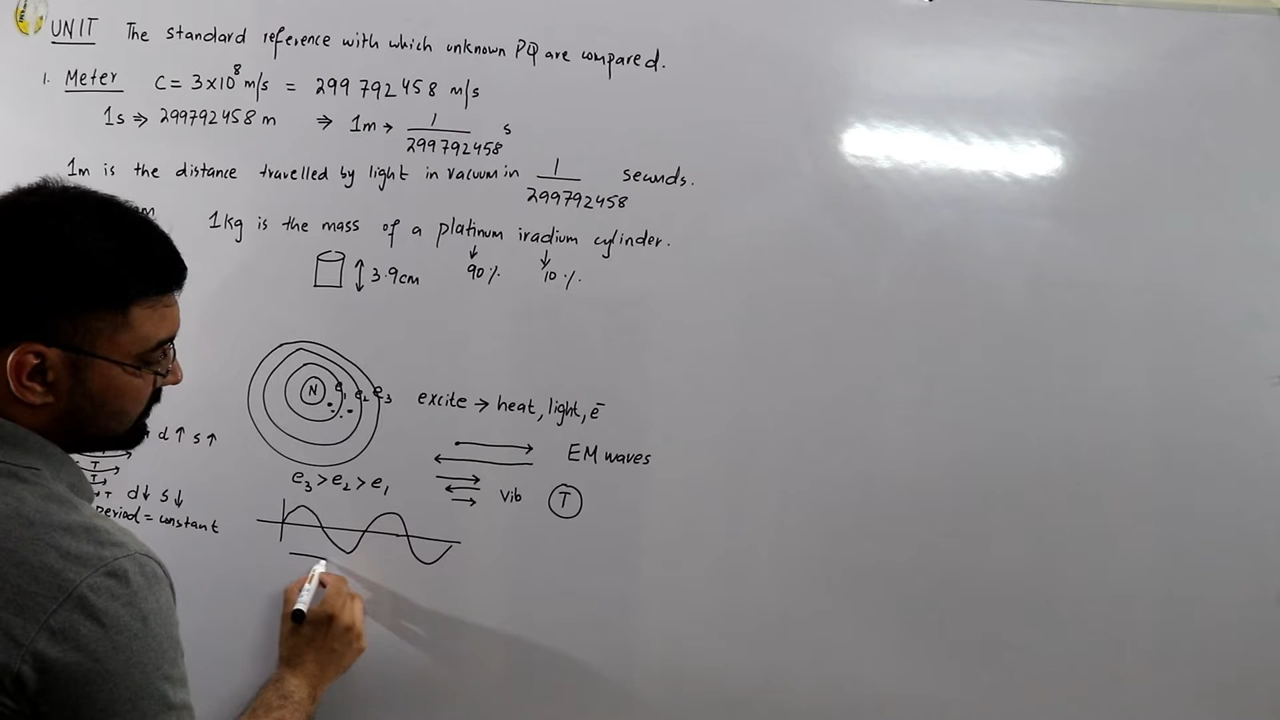 UNIT The standard reference with which unknown PQ are compared.
1. Meter C = 3×10⁸ m/s = 299 792 458 m/s
1s ⇒ 299792458 m ⇒ 1m → 1/299792458 s
1m is the distance travelled by light in vacuum in 1/299792458 seconds.
1kg is the mass of a platinum iradium cylinder.
3.9cm 90% 10%
N e₁ e₂ e₃ excite → heat, light, e⁻
d↑ s↑
EM waves
T
e₃ > e₂ > e₁ Vib T
T d↓ s↓
period = constant